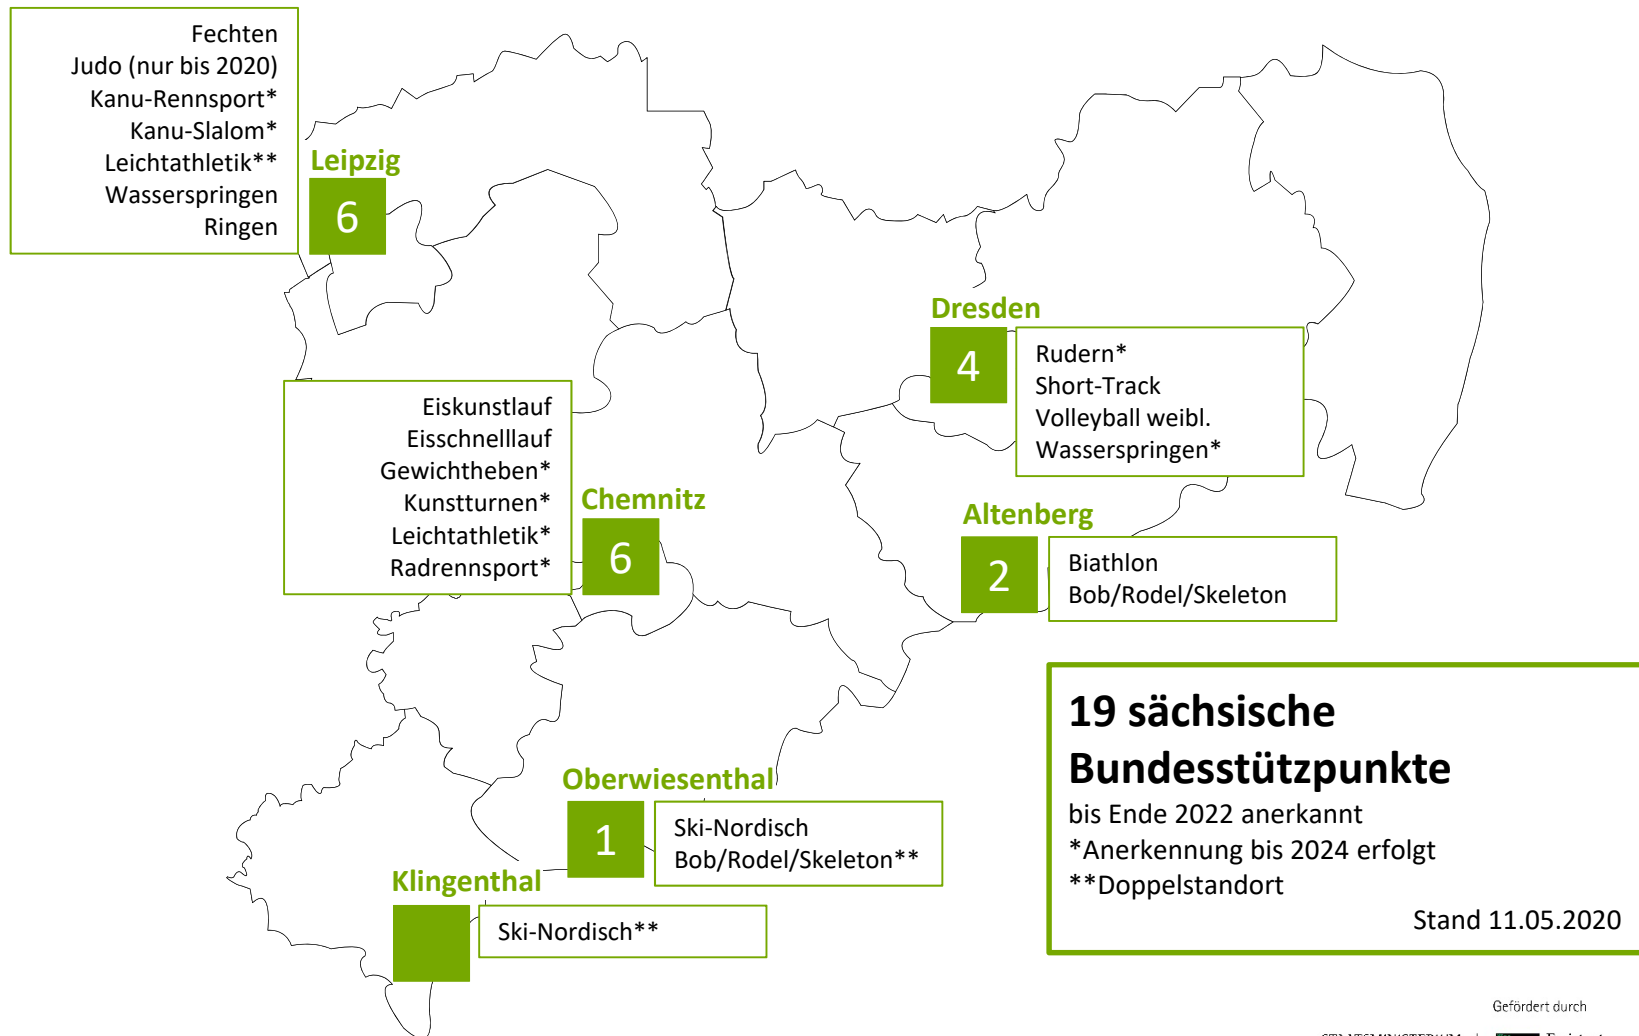 Fechten
Judo (nur bis 2020)
Kanu-Rennsport*
Kanu-Slalom*
Leichtathletik**
Wasserspringen
Ringen
Leipzig
6
Dresden
4
Rudern*
Short-Track
Volleyball weibl.
Wasserspringen*
Eiskunstlauf
Eisschnelllauf
Gewichtheben*
Kunstturnen*
Leichtathletik*
Radrennsport*
Chemnitz
6
Altenberg
2
Biathlon
Bob/Rodel/Skeleton
Oberwiesenthal
1
Ski-Nordisch
Bob/Rodel/Skeleton**
Klingenthal
Ski-Nordisch**
19 sächsische
Bundesstützpunkte
bis Ende 2022 anerkannt
*Anerkennung bis 2024 erfolgt
**Doppelstandort
Stand 11.05.2020
Gefördert durch